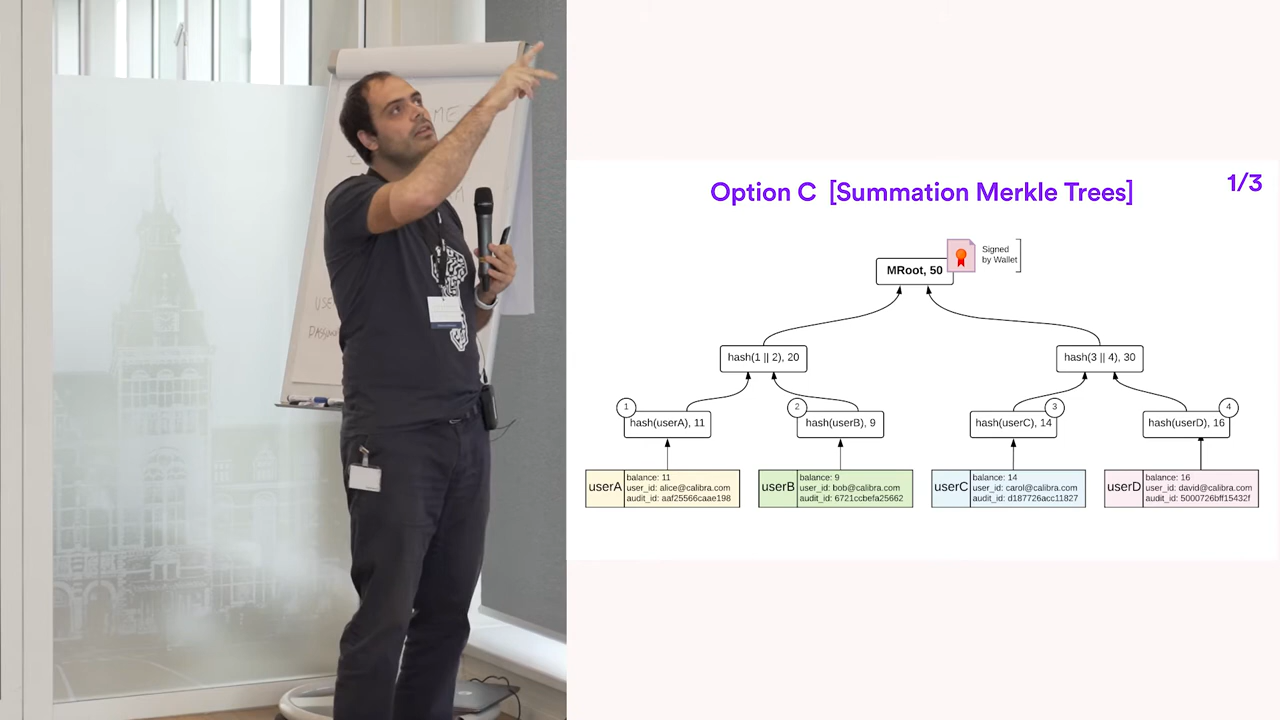 Option C [Summation Merkle Trees]
1/3
MRoot, 50
Signed
by Wallet
hash(1 || 2), 20
hash(3 || 4), 30
1
2
3
4
hash(userA), 11
hash(userB), 9
hash(userC), 14
hash(userD), 16
userA
balance: 11
user_id: alice@calibra.com
audit_id: aaf25566caae198
userB
balance: 9
user_id: bob@calibra.com
audit_id: 6721ccbefa25662
userC
balance: 14
user_id: carol@calibra.com
audit_id: d187726acc11827
userD
balance: 16
user_id: david@calibra.com
audit_id: 5000726bff15432f